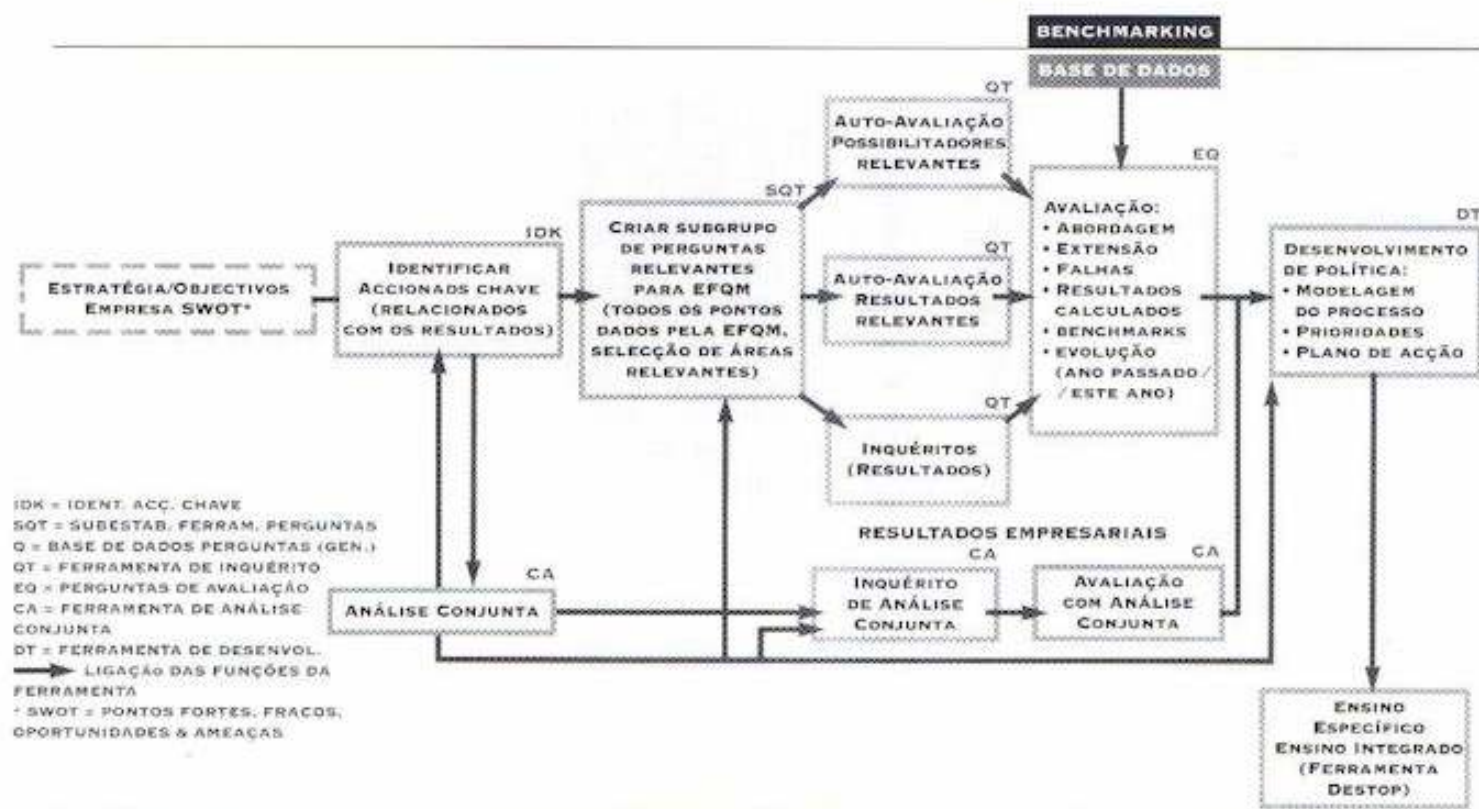 BENCHMARKING
BASE DE DADOS
QT
AUTO-AVALIAÇÃO
POSSIBILITADORES
RELEVANTES
EQ
SQT
CRIAR SUBGRUPO
DE PERGUNTAS
RELEVANTES
PARA EFQM
(TODOS OS PONTOS
DADOS PELA EFQM,
SELECÇÃO DE ÁREAS
RELEVANTES)
IDK
IDENTIFICAR
ACCIONADS CHAVE
(RELACIONADOS
COM OS RESULTADOS)
ESTRATÉGIA/OBJECTIVOS
EMPRESA SWOT*
QT
AUTO-AVALIAÇÃO
RESULTADOS
RELEVANTES
AVALIAÇÃO:
• ABORDAGEM
• EXTENSÃO
• FALHAS
• RESULTADOS
CALCULADOS
• BENCHMARKS
• EVOLUÇÃO
(ANO PASSADO/
/ESTE ANO)
DT
DESENVOLVIMENTO
DE POLÍTICA:
• MODELAGEM
DO PROCESSO
• PRIORIDADES
• PLANO DE ACÇÃO
QT
INQUÉRITOS
(RESULTADOS)
RESULTADOS EMPRESARIAIS
CA
INQUÉRITO
DE ANÁLISE
CONJUNTA
CA
AVALIAÇÃO
COM ANÁLISE
CONJUNTA
CA
ANÁLISE CONJUNTA
IDK = IDENT. ACÇ. CHAVE
SQT = SUBESTAB. FERRAM. PERGUNTAS
Q = BASE DE DADOS PERGUNTAS (GEN.)
QT = FERRAMENTA DE INQUÉRITO
EQ = PERGUNTAS DE AVALIAÇÃO
CA = FERRAMENTA DE ANÁLISE
CONJUNTA
DT = FERRAMENTA DE DESENVOL.
LIGAÇÃO DAS FUNÇÕES DA
FERRAMENTA
* SWOT = PONTOS FORTES, FRACOS,
OPORTUNIDADES & AMEAÇAS
ENSINO
ESPECÍFICO
ENSINO INTEGRADO
(FERRAMENTA
DESTOP)